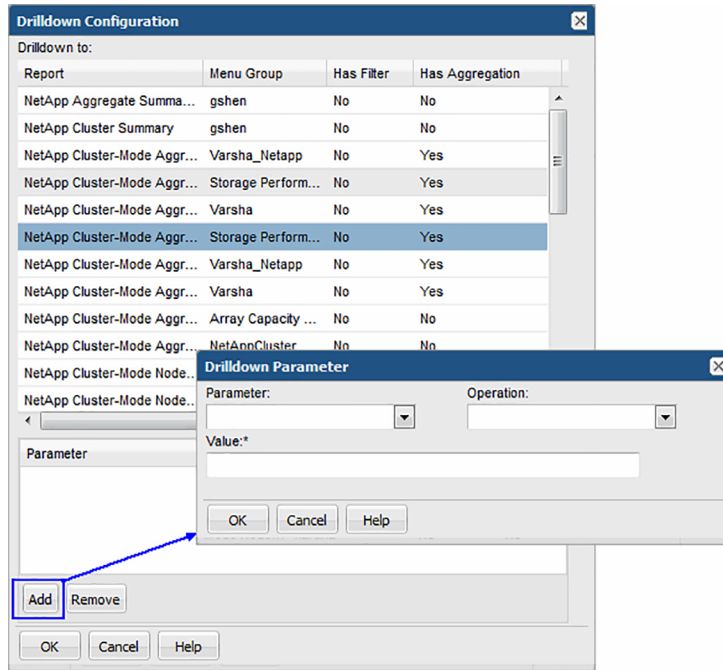 Drilldown Configuration
Drilldown to:
Report Menu Group Has Filter Has Aggregation
NetApp Aggregate Summa... gshen No No
NetApp Cluster Summary gshen No No
NetApp Cluster-Mode Aggr... Varsha_Netapp No Yes
NetApp Cluster-Mode Aggr... Storage Perform... No Yes
NetApp Cluster-Mode Aggr... Varsha No Yes
NetApp Cluster-Mode Aggr... Storage Perform... No Yes
NetApp Cluster-Mode Aggr... Varsha_Netapp No Yes
NetApp Cluster-Mode Aggr... Varsha No Yes
NetApp Cluster-Mode Aggr... Array Capacity ... No No
NetApp Cluster-Mode Aggr... NetAppCluster No No
NetApp Cluster-Mode Node...
NetApp Cluster-Mode Node...
Drilldown Parameter
Parameter: Operation:
Value:*
OK Cancel Help
Parameter
Add Remove
OK Cancel Help